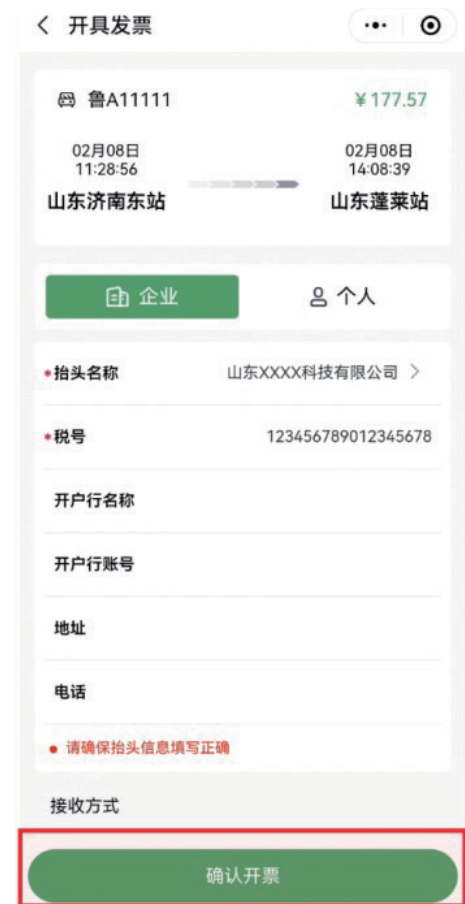 开具发票
鲁A11111 ¥177.57
02月08日 02月08日
11:28:56 14:08:39
山东济南东站 山东蓬莱站
企业 个人
*抬头名称 山东XXXX科技有限公司
*税号 123456789012345678
开户行名称
开户行账号
地址
电话
请确保抬头信息填写正确
接收方式
确认开票